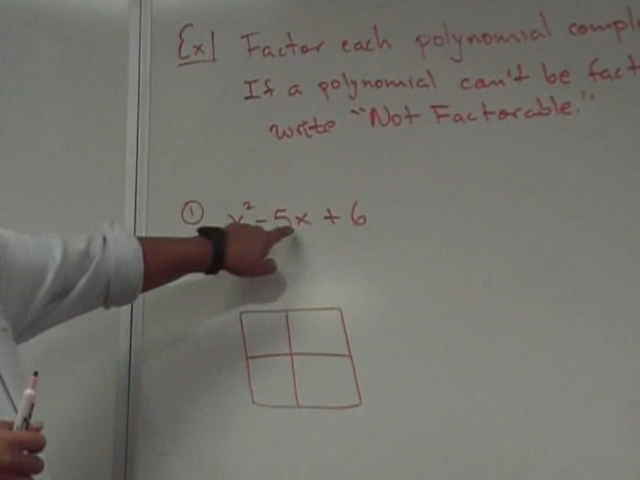 Ex Factor each polynomial
If a polynomial can't be
write "Not Factorable."
① x² - 5x + 6